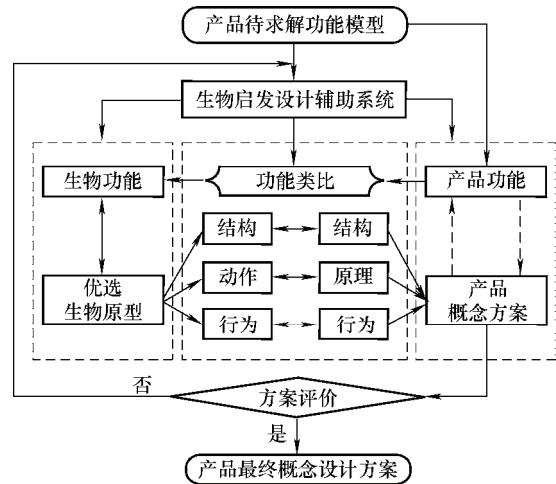 产品待求解功能模型
生物启发设计辅助系统
生物功能
功能类比
产品功能
结构
结构
动作
原理
行为
行为
优选
生物原型
产品
概念方案
否
方案评价
是
产品最终概念设计方案